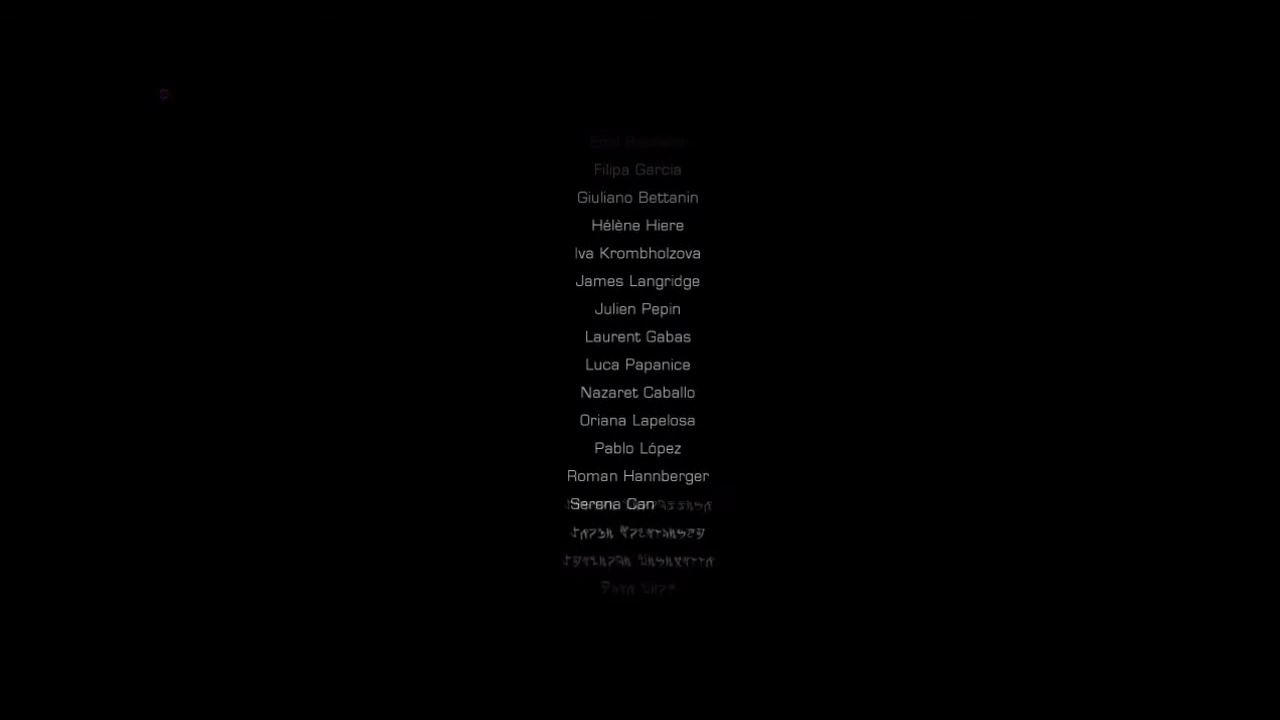 Filipa Garcia
Giuliano Bettanin
Hélène Hiere
Iva Krombholzova
James Langridge
Julien Pepin
Laurent Gabas
Luca Papanice
Nazaret Caballo
Oriana Lapelosa
Pablo López
Roman Hannberger
Serena